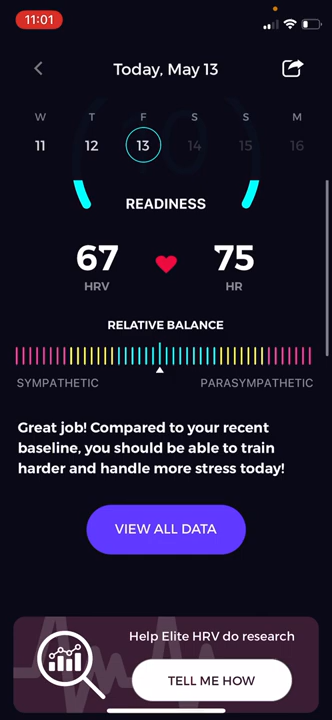 11:01
Today, May 13
W T F S S M
11 12 13 14 15 16
READINESS
67 75
HRV HR
RELATIVE BALANCE
SYMPATHETIC PARASYMPATHETIC
Great job! Compared to your recent
baseline, you should be able to train
harder and handle more stress today!
VIEW ALL DATA
Help Elite HRV do research
TELL ME HOW